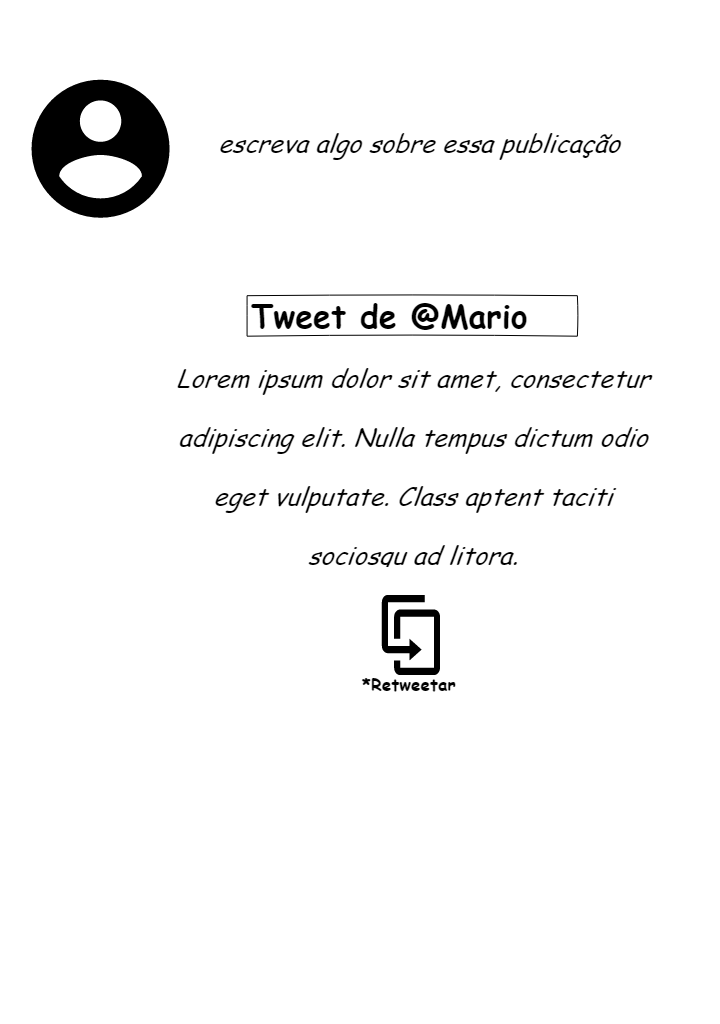 escreva algo sobre essa publicação
Tweet de @Mario
Lorem ipsum dolor sit amet, consectetur
adipiscing elit. Nulla tempus dictum odio
eget vulputate. Class aptent taciti
sociosqu ad litora.
*Retweetar